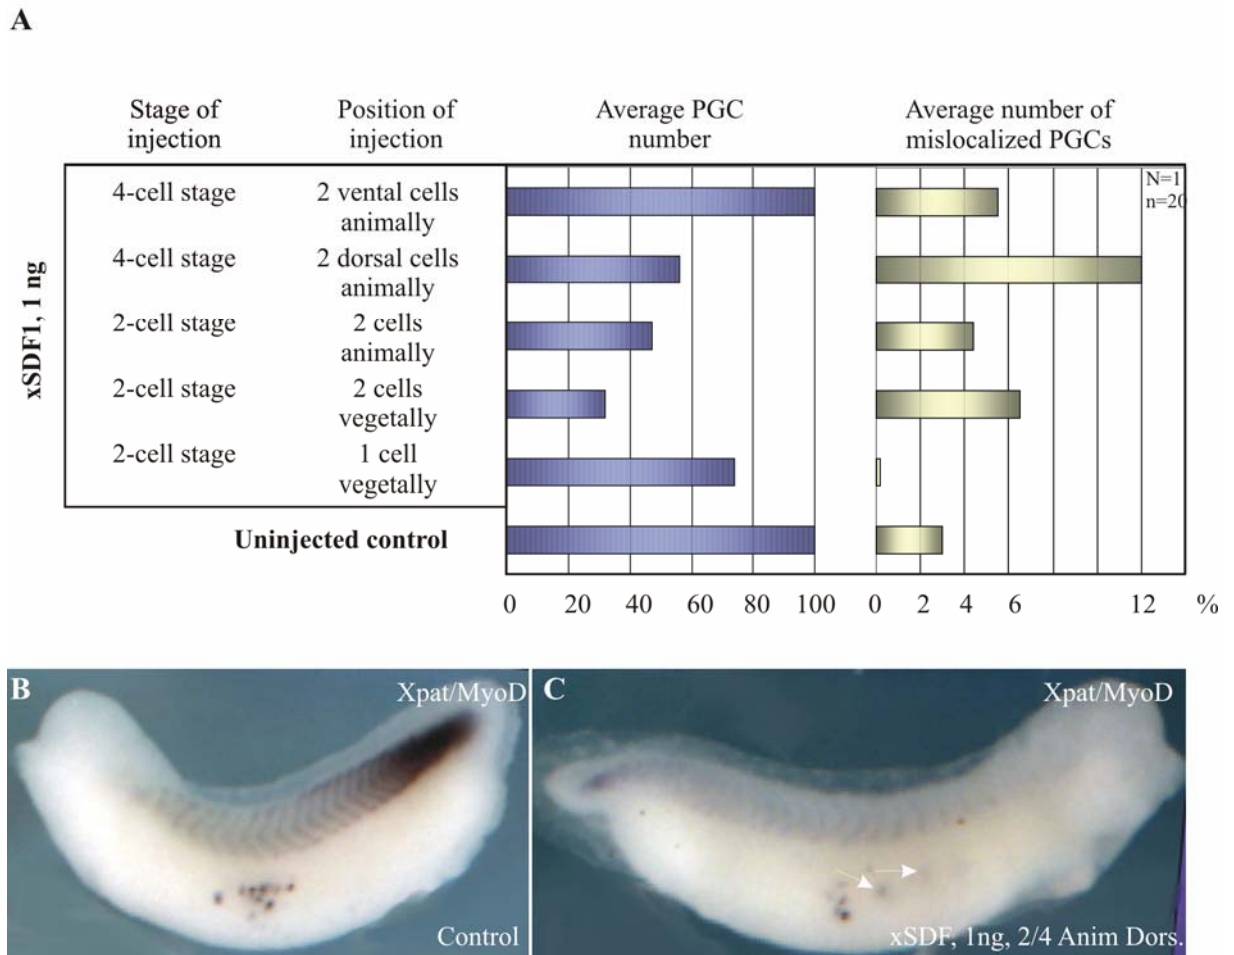 A
Stage of
injection
Position of
injection
Average PGC
number
Average number of
mislocalized PGCs
xSDF1, 1 ng
4-cell stage
2 vental cells
animally
N=1
n=20
4-cell stage
2 dorsal cells
animally
2-cell stage
2 cells
animally
2-cell stage
2 cells
vegetally
2-cell stage
1 cell
vegetally
Uninjected control
0 20 40 60 80 100 0 2 4 6 12 %
B
Xpat/MyoD
Control
C
Xpat/MyoD
xSDF, 1ng, 2/4 Anim Dors.